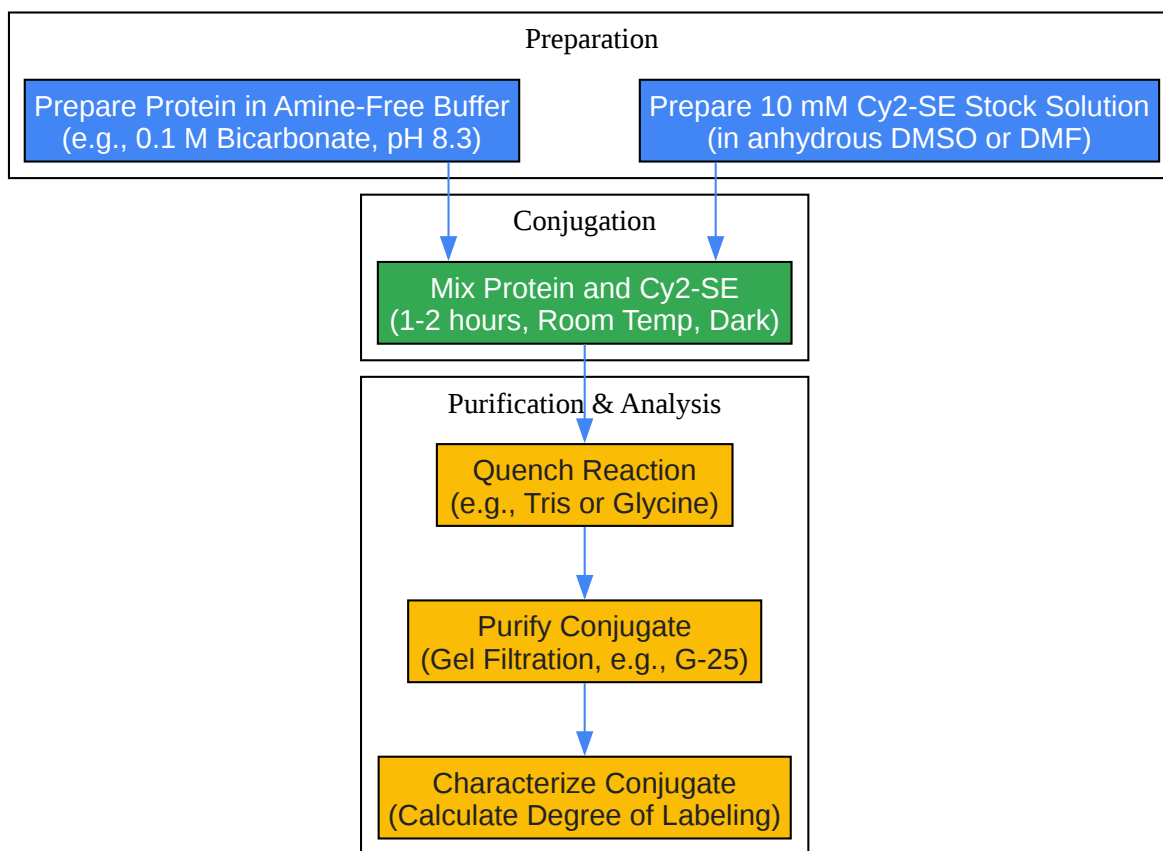 Preparation
Prepare Protein in Amine-Free Buffer
(e.g., 0.1 M Bicarbonate, pH 8.3)
Prepare 10 mM Cy2-SE Stock Solution
(in anhydrous DMSO or DMF)
Conjugation
Mix Protein and Cy2-SE
(1-2 hours, Room Temp, Dark)
Purification & Analysis
Quench Reaction
(e.g., Tris or Glycine)
Purify Conjugate
(Gel Filtration, e.g., G-25)
Characterize Conjugate
(Calculate Degree of Labeling)